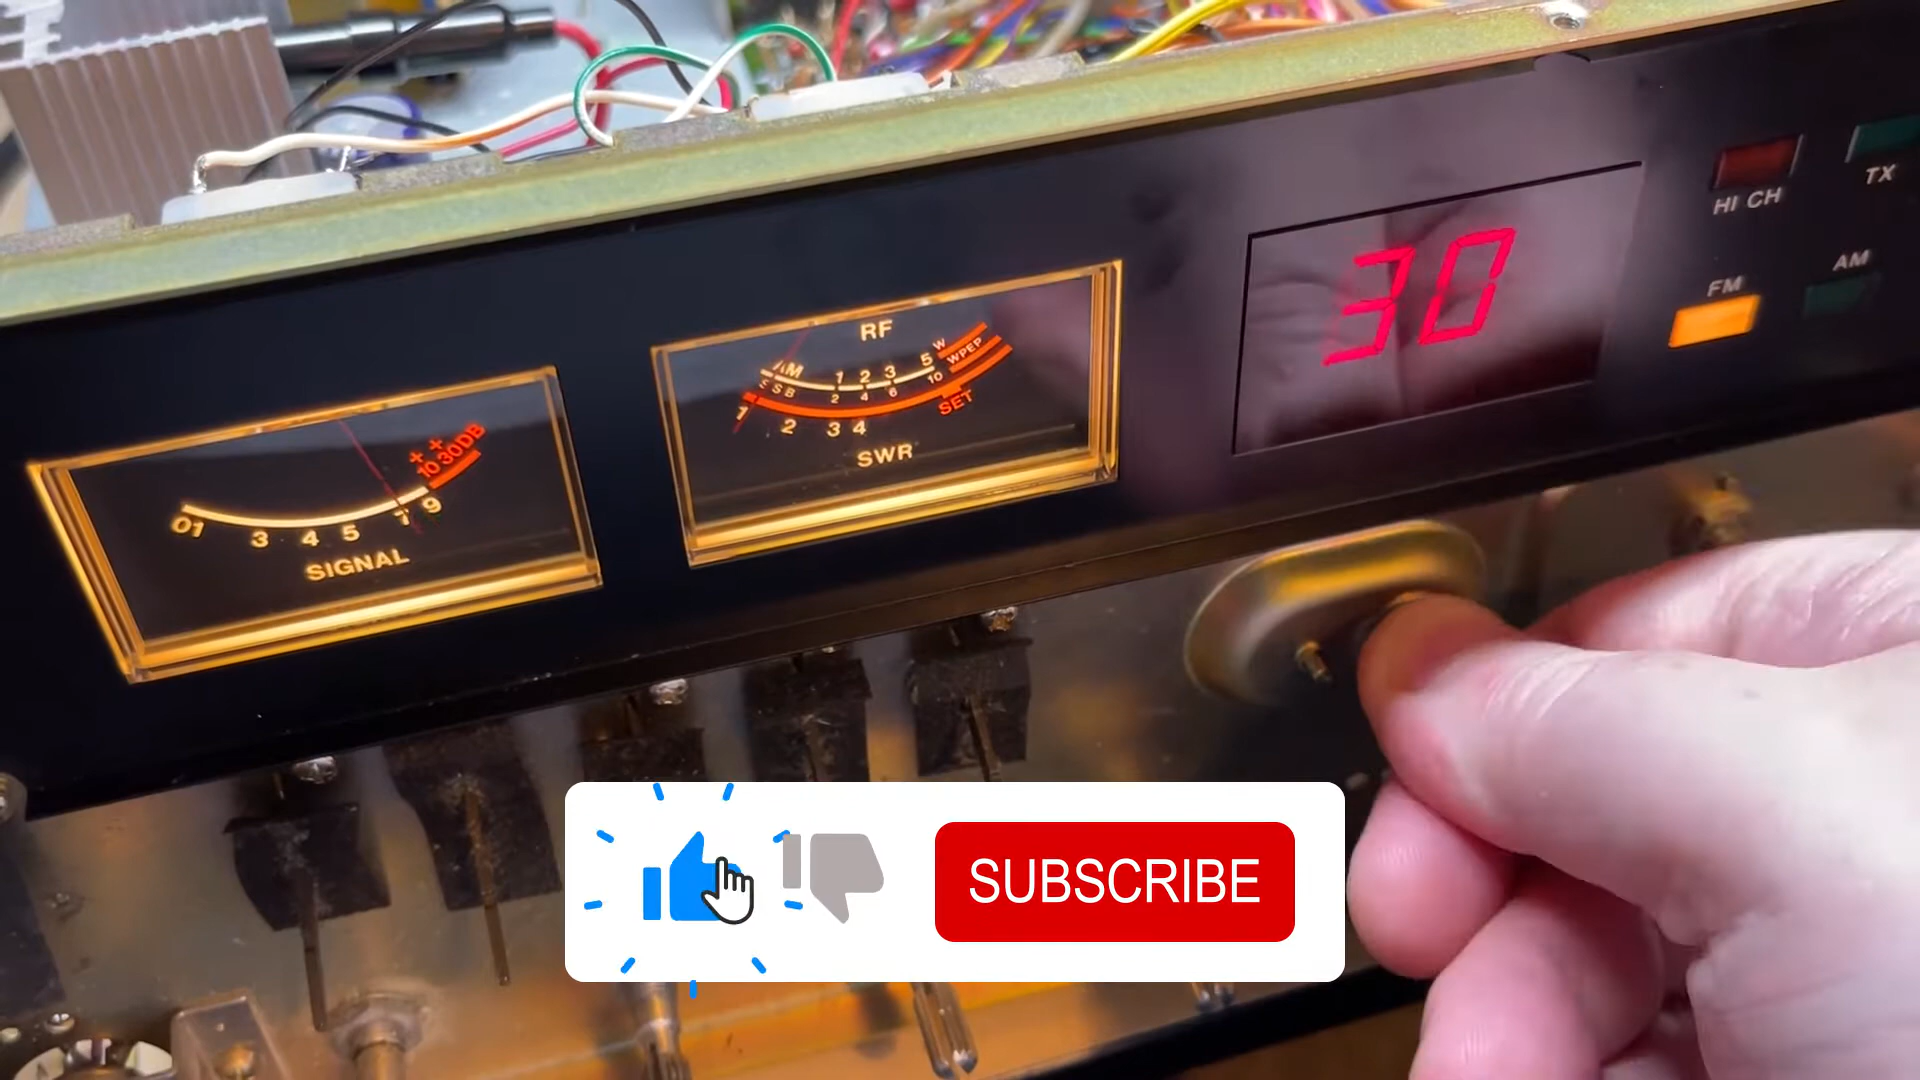 HI CH
TX
30
FM
AM
RF
AM 1 2 3 5 W
SSB 2 4 6 10 WPEP
1 2 3 4 SET
SWR
+ +
10 30DB
01 3 4 5 7 9
SIGNAL
SUBSCRIBE